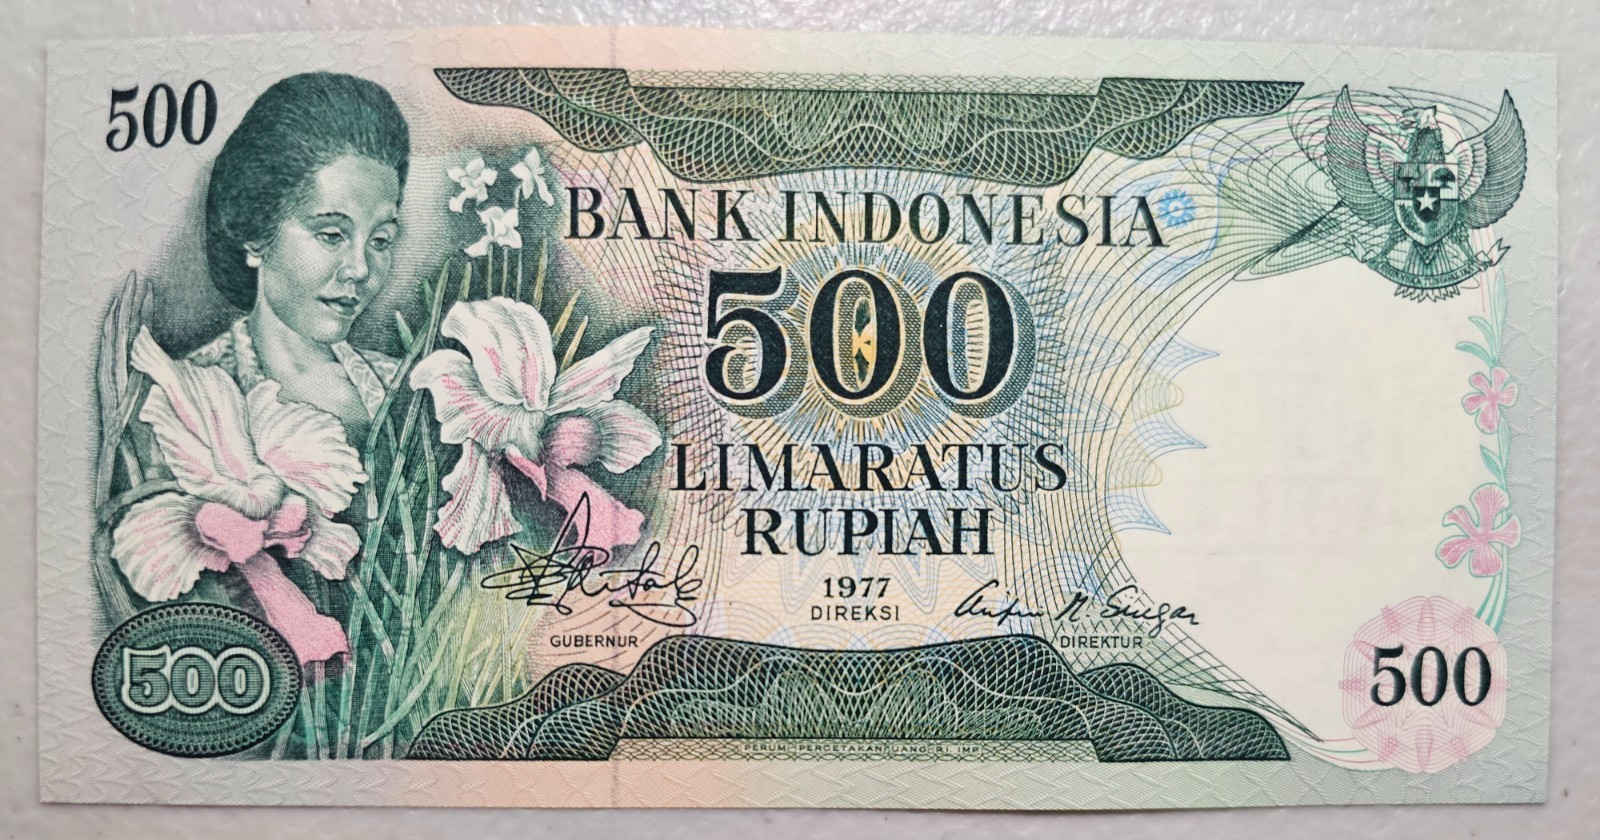 500
BANK INDONESIA
500
LIMARATUS
RUPIAH
1977
DIREKSI
GUBERNUR
DIREKTUR
500
500
PERUM PERCETAKAN UANG RI IMP